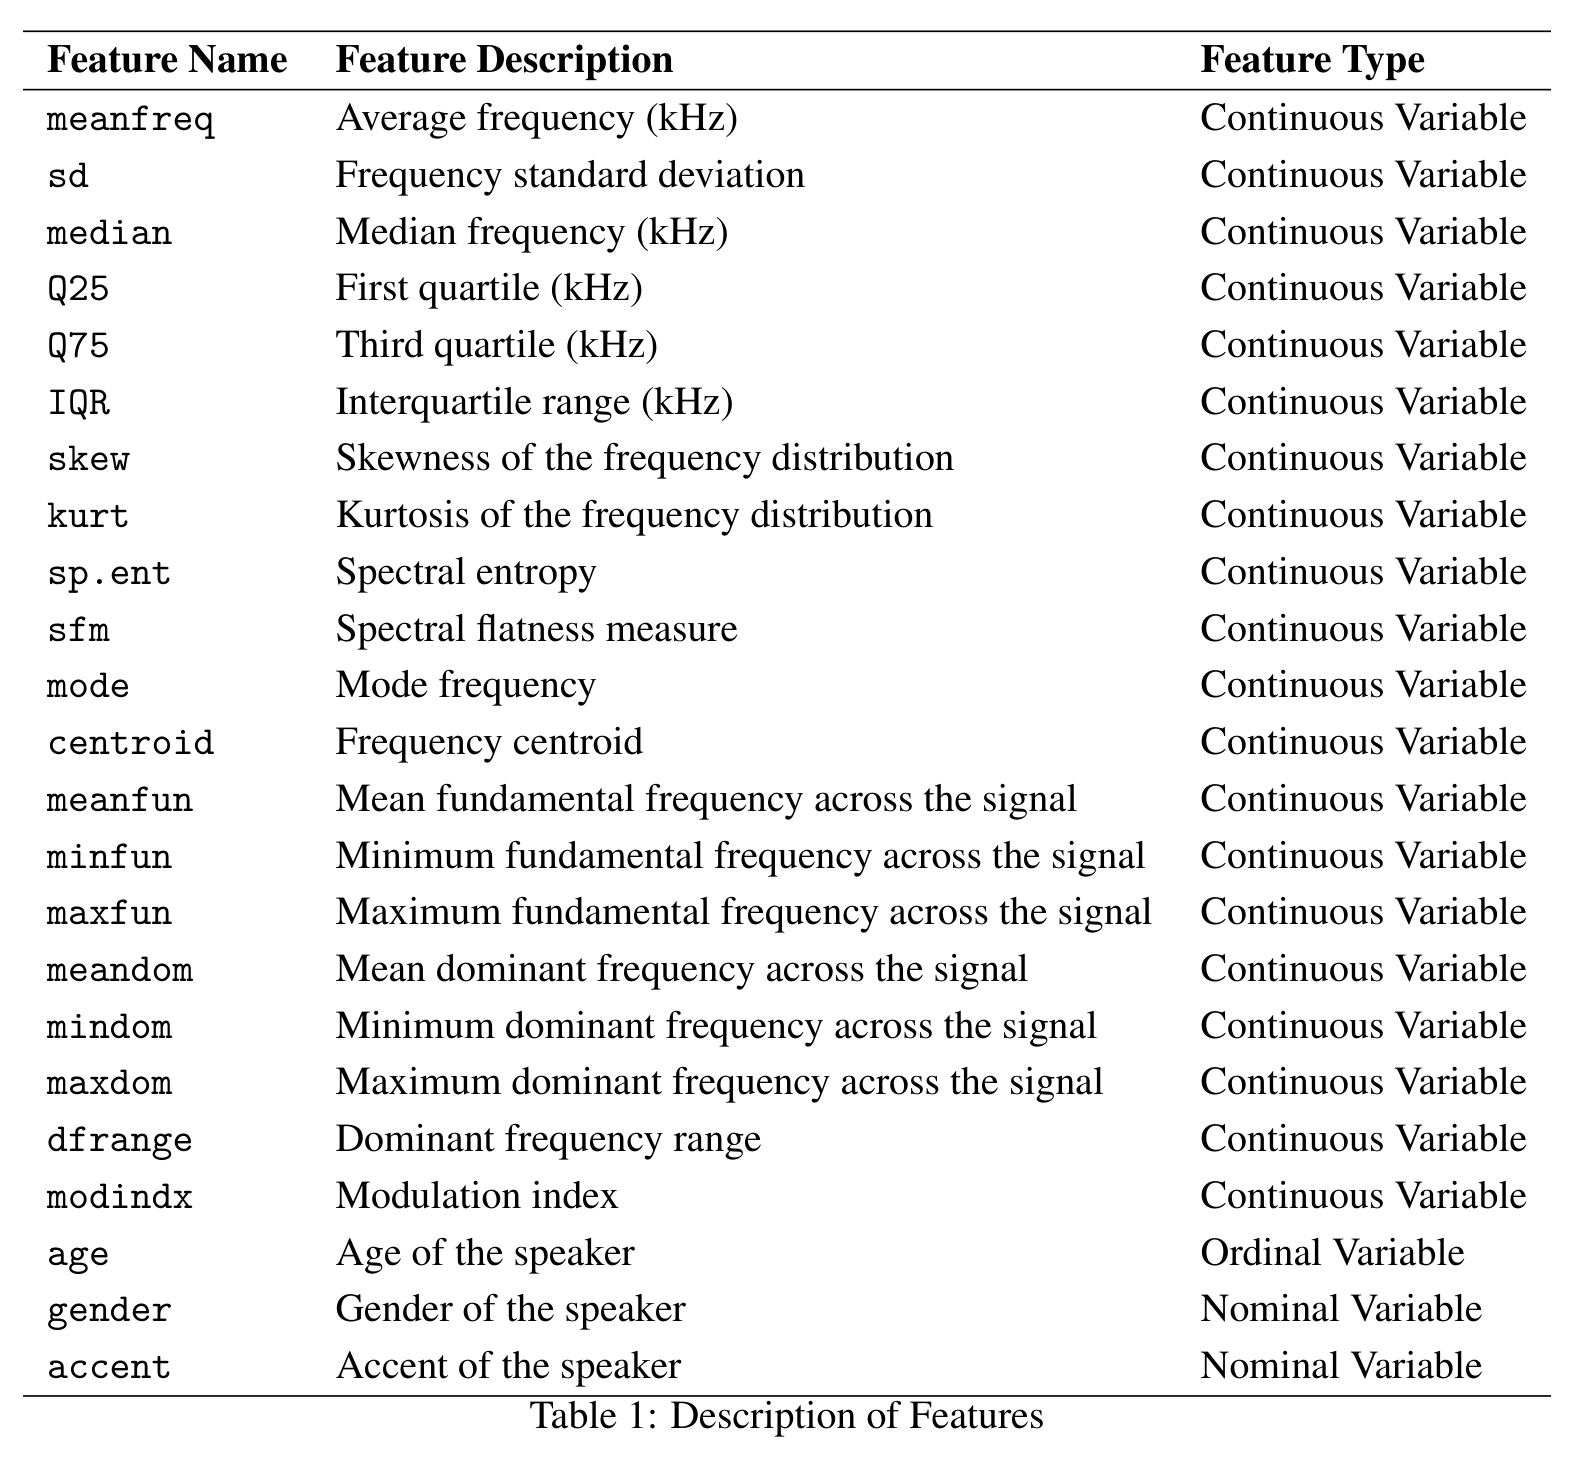 Feature Name Feature Description Feature Type
meanfreq Average frequency (kHz) Continuous Variable
sd Frequency standard deviation Continuous Variable
median Median frequency (kHz) Continuous Variable
Q25 First quartile (kHz) Continuous Variable
Q75 Third quartile (kHz) Continuous Variable
IQR Interquartile range (kHz) Continuous Variable
skew Skewness of the frequency distribution Continuous Variable
kurt Kurtosis of the frequency distribution Continuous Variable
sp.ent Spectral entropy Continuous Variable
sfm Spectral flatness measure Continuous Variable
mode Mode frequency Continuous Variable
centroid Frequency centroid Continuous Variable
meanfun Mean fundamental frequency across the signal Continuous Variable
minfun Minimum fundamental frequency across the signal Continuous Variable
maxfun Maximum fundamental frequency across the signal Continuous Variable
meandom Mean dominant frequency across the signal Continuous Variable
mindom Minimum dominant frequency across the signal Continuous Variable
maxdom Maximum dominant frequency across the signal Continuous Variable
dfrange Dominant frequency range Continuous Variable
modindx Modulation index Continuous Variable
age Age of the speaker Ordinal Variable
gender Gender of the speaker Nominal Variable
accent Accent of the speaker Nominal Variable
Table 1: Description of Features